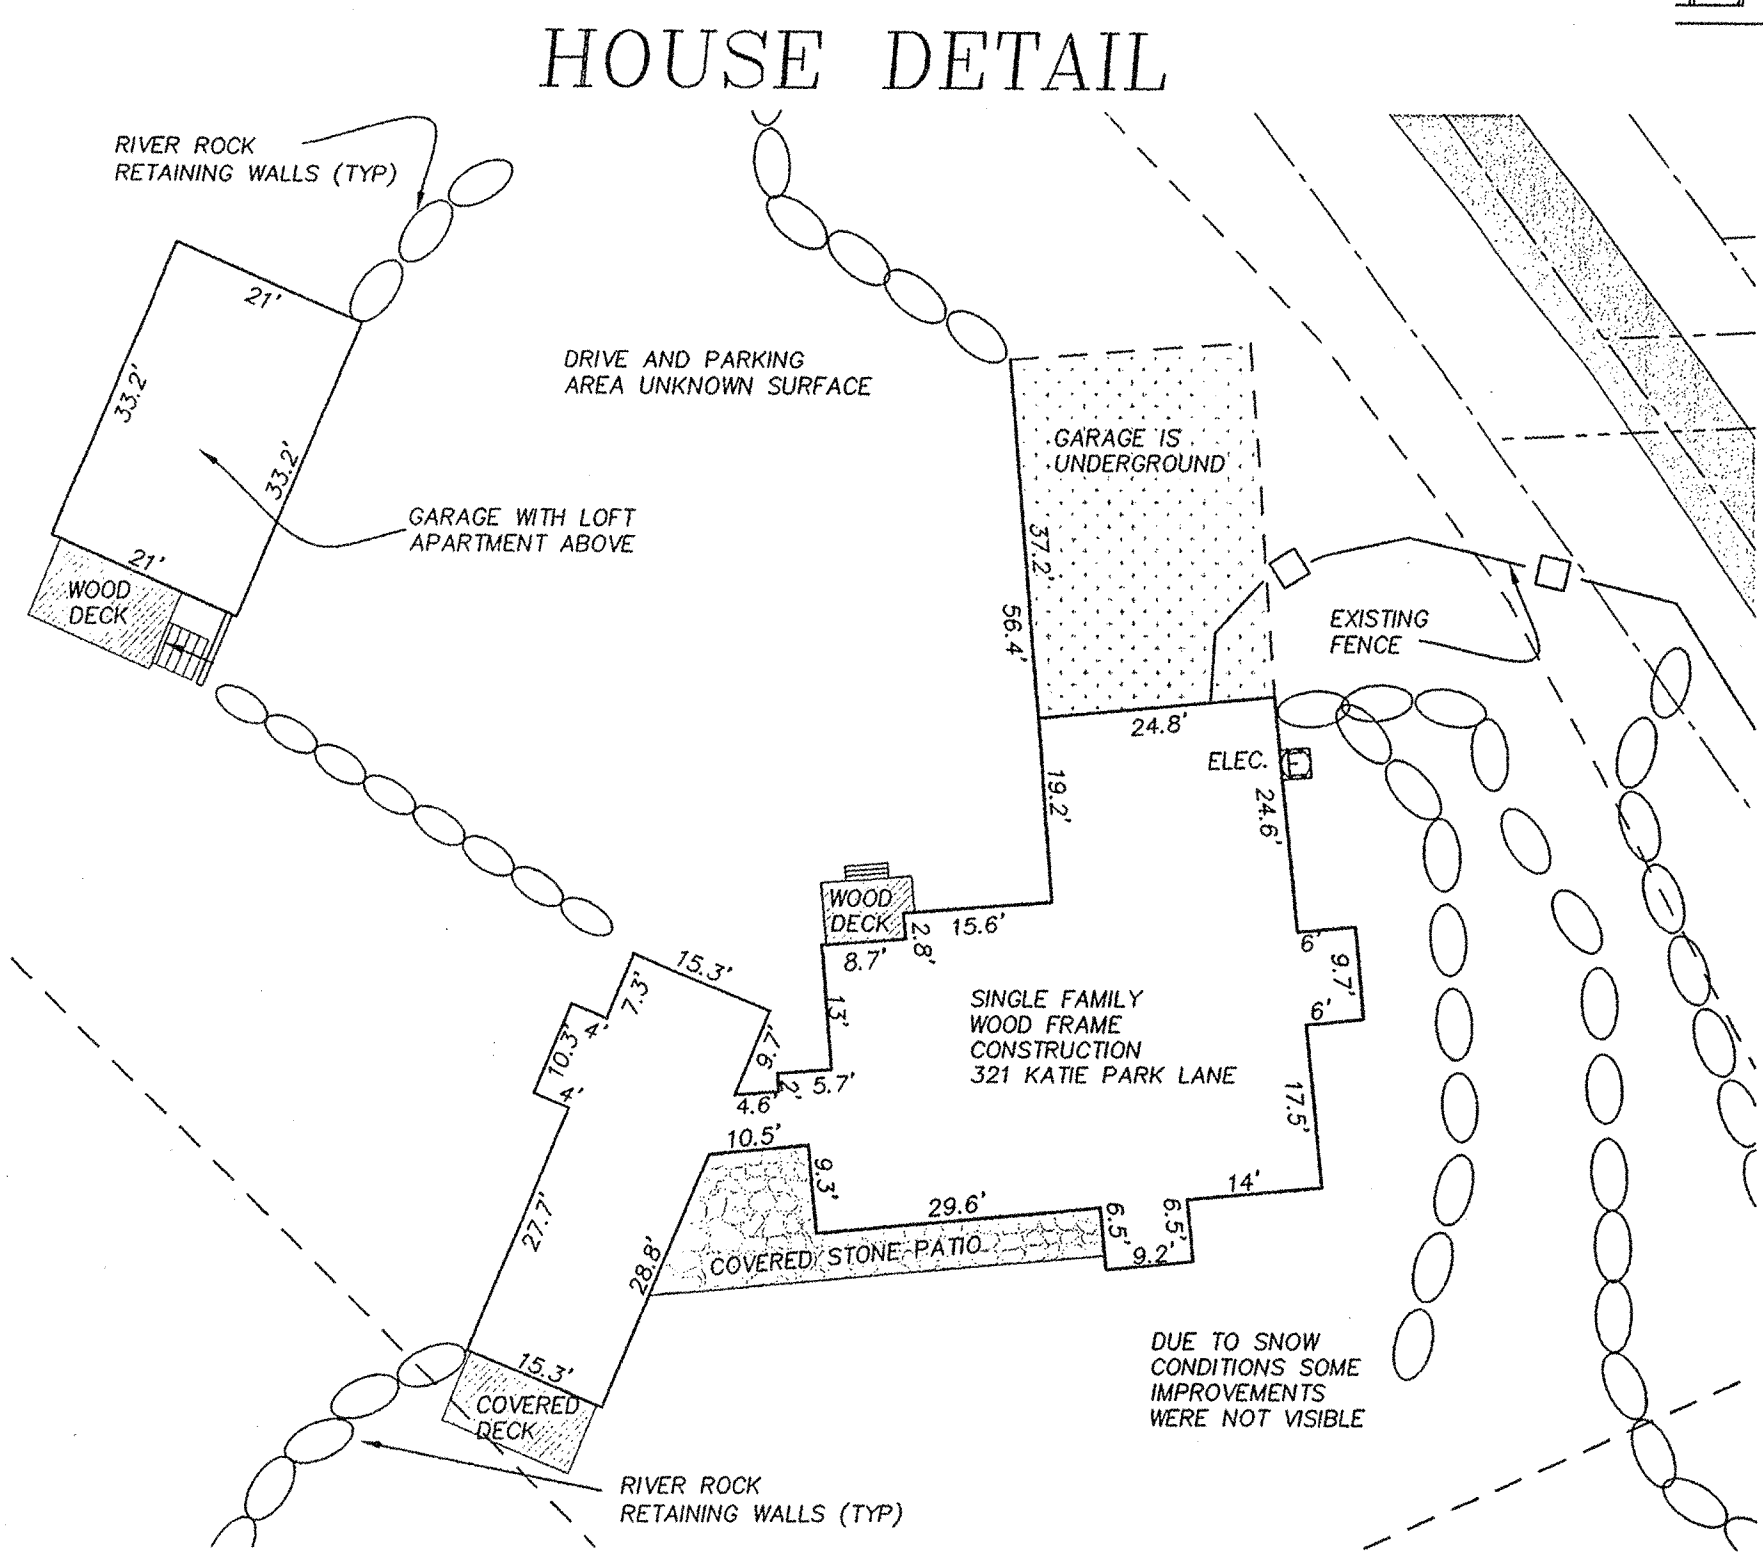 HOUSE DETAIL
RIVER ROCK
RETAINING WALLS (TYP)
21'
33.2'
33.2'
21'
WOOD
DECK
GARAGE WITH LOFT
APARTMENT ABOVE
DRIVE AND PARKING
AREA UNKNOWN SURFACE
GARAGE IS
UNDERGROUND
37.2'
56.4'
EXISTING
FENCE
24.8'
ELEC.
19.2'
24.6'
WOOD
DECK
15.6'
2.8'
8.7'
6'
9.7'
6'
15.3'
7.3'
4'
10.3'
4'
13'
9.7'
2'
5.7'
4.6'
SINGLE FAMILY
WOOD FRAME
CONSTRUCTION
321 KATIE PARK LANE
17.5'
10.5'
9.3'
29.6'
14'
6.5'
6.5'
9.2'
COVERED STONE PATIO
27.7'
28.8'
15.3'
COVERED
DECK
DUE TO SNOW
CONDITIONS SOME
IMPROVEMENTS
WERE NOT VISIBLE
RIVER ROCK
RETAINING WALLS (TYP)